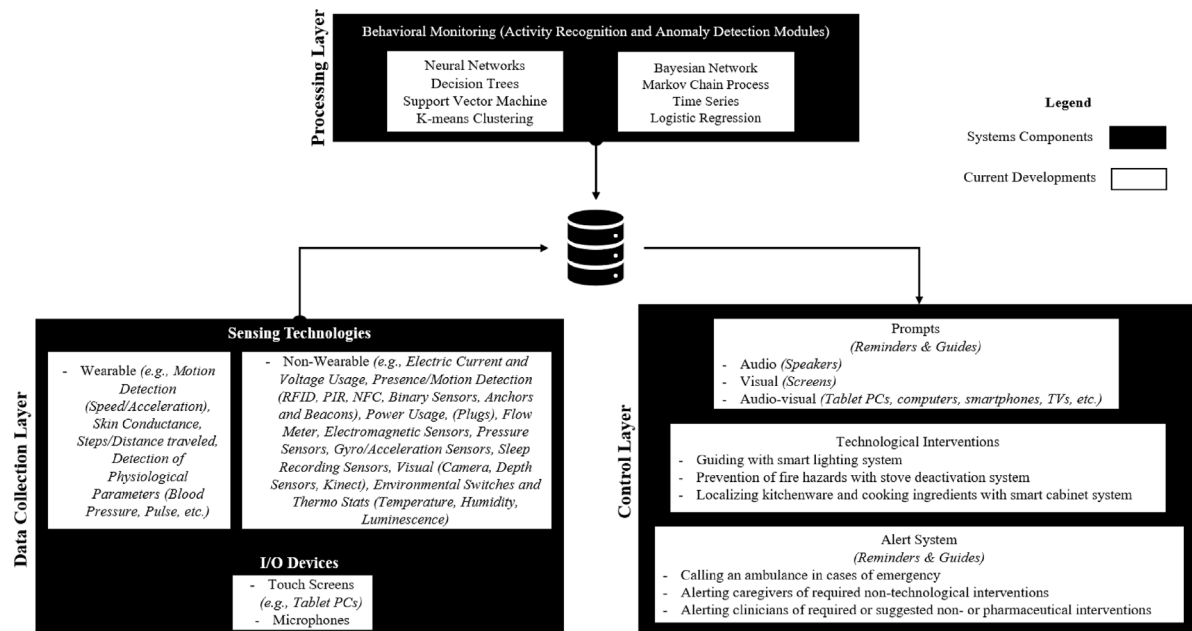 Processing Layer
Behavioral Monitoring (Activity Recognition and Anomaly Detection Modules)
Neural Networks
Decision Trees
Support Vector Machine
K-means Clustering
Bayesian Network
Markov Chain Process
Time Series
Logistic Regression
Legend
Systems Components
Current Developments
Data Collection Layer
Sensing Technologies
- Wearable (e.g., Motion
Detection
(Speed/Acceleration),
Skin Conductance,
Steps/Distance traveled,
Detection of
Physiological
Parameters (Blood
Pressure, Pulse, etc.)
- Non-Wearable (e.g., Electric Current and
Voltage Usage, Presence/Motion Detection
(RFID, PIR, NFC, Binary Sensors, Anchors
and Beacons), Power Usage, (Plugs), Flow
Meter, Electromagnetic Sensors, Pressure
Sensors, Gyro/Acceleration Sensors, Sleep
Recording Sensors, Visual (Camera, Depth
Sensors, Kinect), Environmental Switches and
Thermo Stats (Temperature, Humidity,
Luminescence)
I/O Devices
- Touch Screens
(e.g., Tablet PCs)
- Microphones
Control Layer
Prompts
(Reminders & Guides)
- Audio (Speakers)
- Visual (Screens)
- Audio-visual (Tablet PCs, computers, smartphones, TVs, etc.)
Technological Interventions
- Guiding with smart lighting system
- Prevention of fire hazards with stove deactivation system
- Localizing kitchenware and cooking ingredients with smart cabinet system
Alert System
(Reminders & Guides)
- Calling an ambulance in cases of emergency
- Alerting caregivers of required non-technological interventions
- Alerting clinicians of required or suggested non- or pharmaceutical interventions